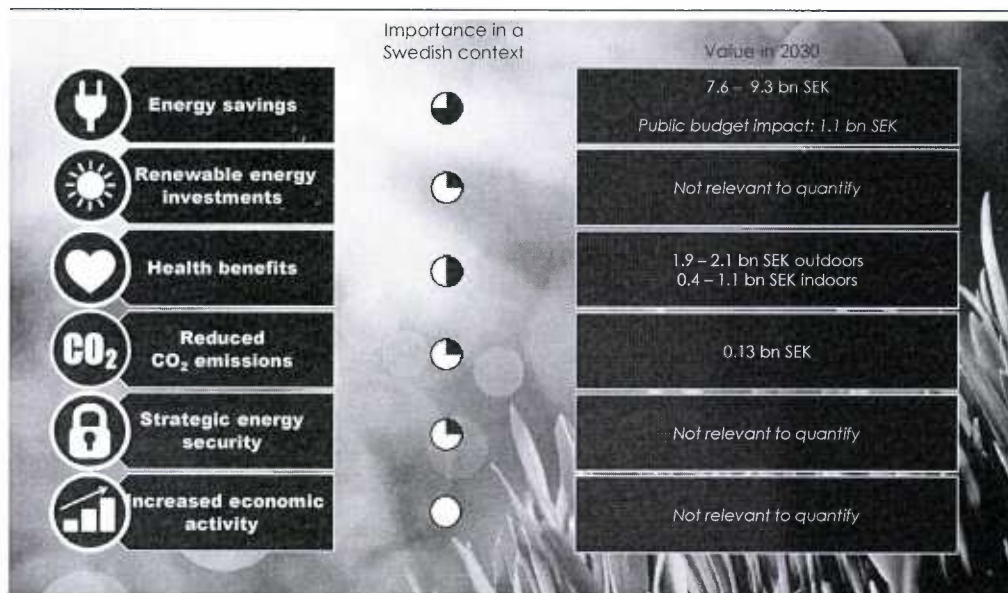 Importance in a
Swedish context
Value in 2030
Energy savings
7.6 – 9.3 bn SEK
Public budget impact: 1.1 bn SEK
Renewable energy
investments
Not relevant to quantify
Health benefits
1.9 – 2.1 bn SEK outdoors
0.4 – 1.1 bn SEK indoors
CO₂
Reduced
CO₂ emissions
0.13 bn SEK
Strategic energy
security
Not relevant to quantify
Increased economic
activity
Not relevant to quantify